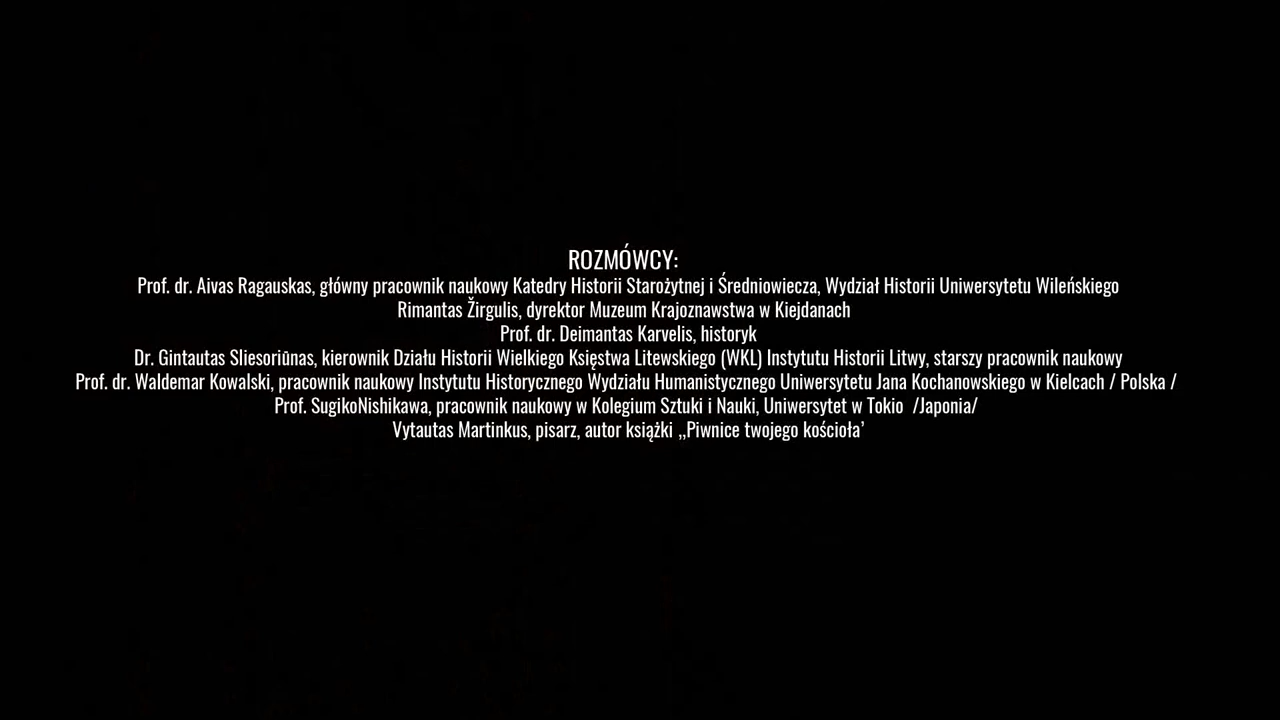 ROZMÓWCY:
Prof. dr. Aivas Ragauskas, główny pracownik naukowy Katedry Historii Starożytnej i Średniowiecza, Wydział Historii Uniwersytetu Wileńskiego
Rimantas Žirgulis, dyrektor Muzeum Krajoznawstwa w Kiejdanach
Prof. dr. Deimantas Karvelis, historyk
Dr. Gintautas Sliesoriūnas, kierownik Działu Historii Wielkiego Księstwa Litewskiego (WKL) Instytutu Historii Litwy, starszy pracownik naukowy
Prof. dr. Waldemar Kowalski, pracownik naukowy Instytutu Historycznego Wydziału Humanistycznego Uniwersytetu Jana Kochanowskiego w Kielcach / Polska /
Prof. SugikoNishikawa, pracownik naukowy w Kolegium Sztuki i Nauki, Uniwersytet w Tokio /Japonia/
Vytautas Martinkus, pisarz, autor książki ,,Piwnice twojego kościoła’